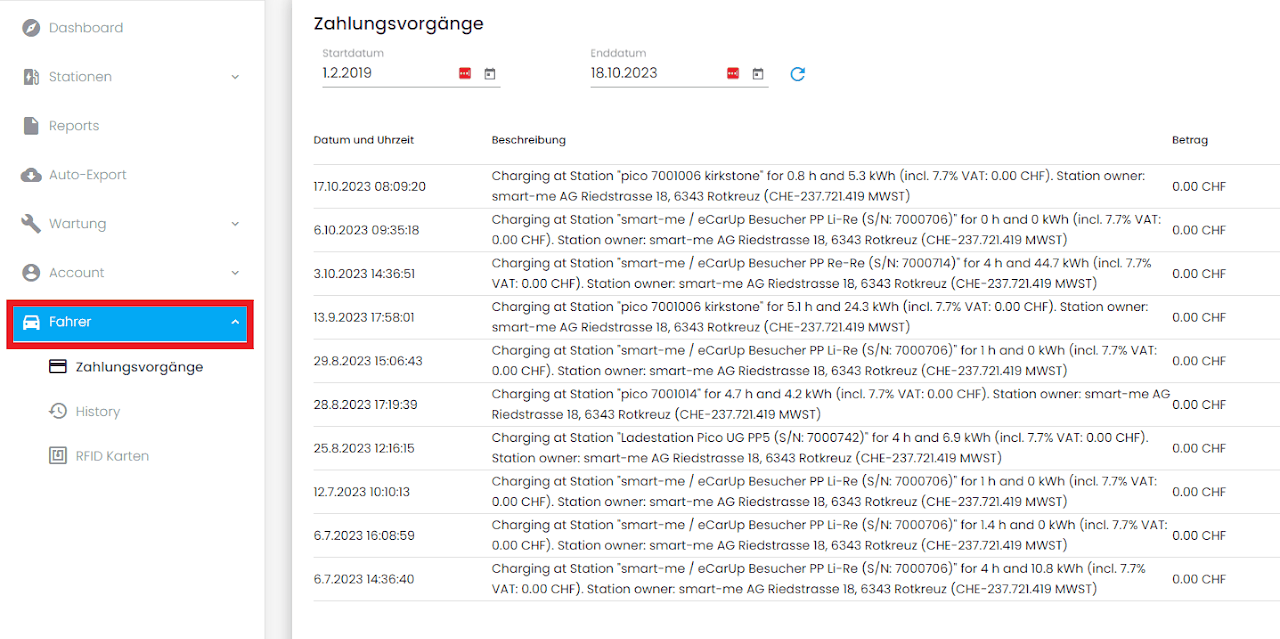 Dashboard
Stationen
Reports
Auto-Export
Wartung
Account
Fahrer
Zahlungsvorgänge
History
RFID Karten
Zahlungsvorgänge
Startdatum
1.2.2019
Enddatum
18.10.2023
Datum und Uhrzeit Beschreibung Betrag
Charging at Station "pico 7001006 kirkstone" for 0.8 h and 5.3 kWh (incl. 7.7% VAT: 0.00 CHF). Station owner:
17.10.2023 08:09:20 0.00 CHF
smart-me AG Riedstrasse 18, 6343 Rotkreuz (CHE-237.721.419 MWST)
Charging at Station "smart-me / eCarUp Besucher PP Li-Re (S/N: 7000706)" for 0 h and 0 kWh (incl. 7.7% VAT:
6.10.2023 09:35:18 0.00 CHF
0.00 CHF). Station owner: smart-me AG Riedstrasse 18, 6343 Rotkreuz (CHE-237.721.419 MWST)
Charging at Station "smart-me / eCarUp Besucher PP Re-Re (S/N: 7000714)" for 4 h and 44.7 kWh (incl. 7.7%
3.10.2023 14:36:51 0.00 CHF
VAT: 0.00 CHF). Station owner: smart-me AG Riedstrasse 18, 6343 Rotkreuz (CHE-237.721.419 MWST)
Charging at Station "pico 7001006 kirkstone" for 5.1 h and 24.3 kWh (incl. 7.7% VAT: 0.00 CHF). Station owner:
13.9.2023 17:58:01 0.00 CHF
smart-me AG Riedstrasse 18, 6343 Rotkreuz (CHE-237.721.419 MWST)
Charging at Station "smart-me / eCarUp Besucher PP Li-Re (S/N: 7000706)" for 1 h and 0 kWh (incl. 7.7% VAT:
29.8.2023 15:06:43 0.00 CHF
0.00 CHF). Station owner: smart-me AG Riedstrasse 18, 6343 Rotkreuz (CHE-237.721.419 MWST)
Charging at Station "pico 7001014" for 4.7 h and 4.2 kWh (incl. 7.7% VAT: 0.00 CHF). Station owner: smart-me AG
28.8.2023 17:19:39 0.00 CHF
Riedstrasse 18, 6343 Rotkreuz (CHE-237.721.419 MWST)
Charging at Station "Ladestation Pico UG PP5 (S/N: 7000742)" for 4 h and 6.9 kWh (incl. 7.7% VAT: 0.00 CHF).
25.8.2023 12:16:15 0.00 CHF
Station owner: smart-me AG Riedstrasse 18, 6343 Rotkreuz (CHE-237.721.419 MWST)
Charging at Station "smart-me / eCarUp Besucher PP Li-Re (S/N: 7000706)" for 1 h and 0 kWh (incl. 7.7% VAT:
12.7.2023 10:10:13 0.00 CHF
0.00 CHF). Station owner: smart-me AG Riedstrasse 18, 6343 Rotkreuz (CHE-237.721.419 MWST)
Charging at Station "smart-me / eCarUp Besucher PP Li-Re (S/N: 7000706)" for 1.4 h and 0 kWh (incl. 7.7% VAT:
6.7.2023 16:08:59 0.00 CHF
0.00 CHF). Station owner: smart-me AG Riedstrasse 18, 6343 Rotkreuz (CHE-237.721.419 MWST)
Charging at Station "smart-me / eCarUp Besucher PP Li-Re (S/N: 7000706)" for 4 h and 10.8 kWh (incl. 7.7%
6.7.2023 14:36:40 0.00 CHF
VAT: 0.00 CHF). Station owner: smart-me AG Riedstrasse 18, 6343 Rotkreuz (CHE-237.721.419 MWST)